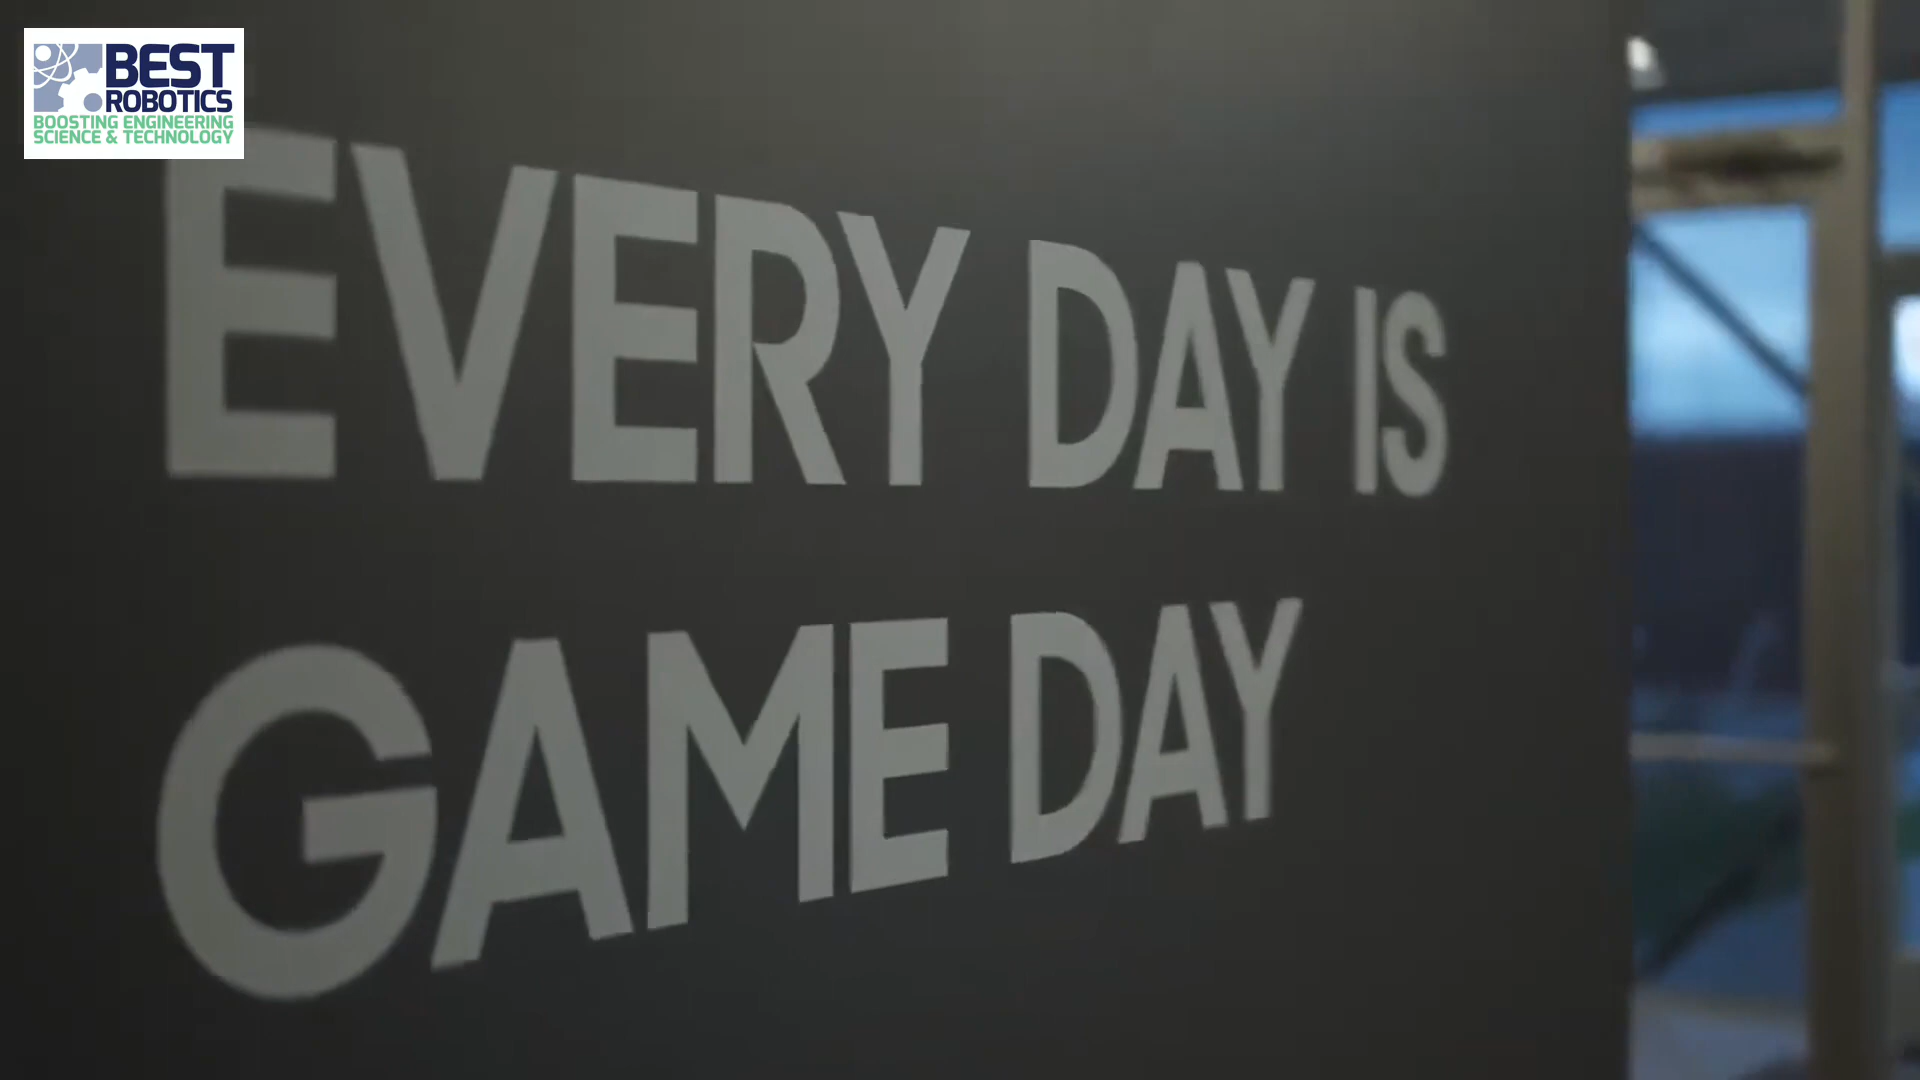 BEST
ROBOTICS
BOOSTING ENGINEERING
SCIENCE & TECHNOLOGY
EVERY DAY IS
GAME DAY